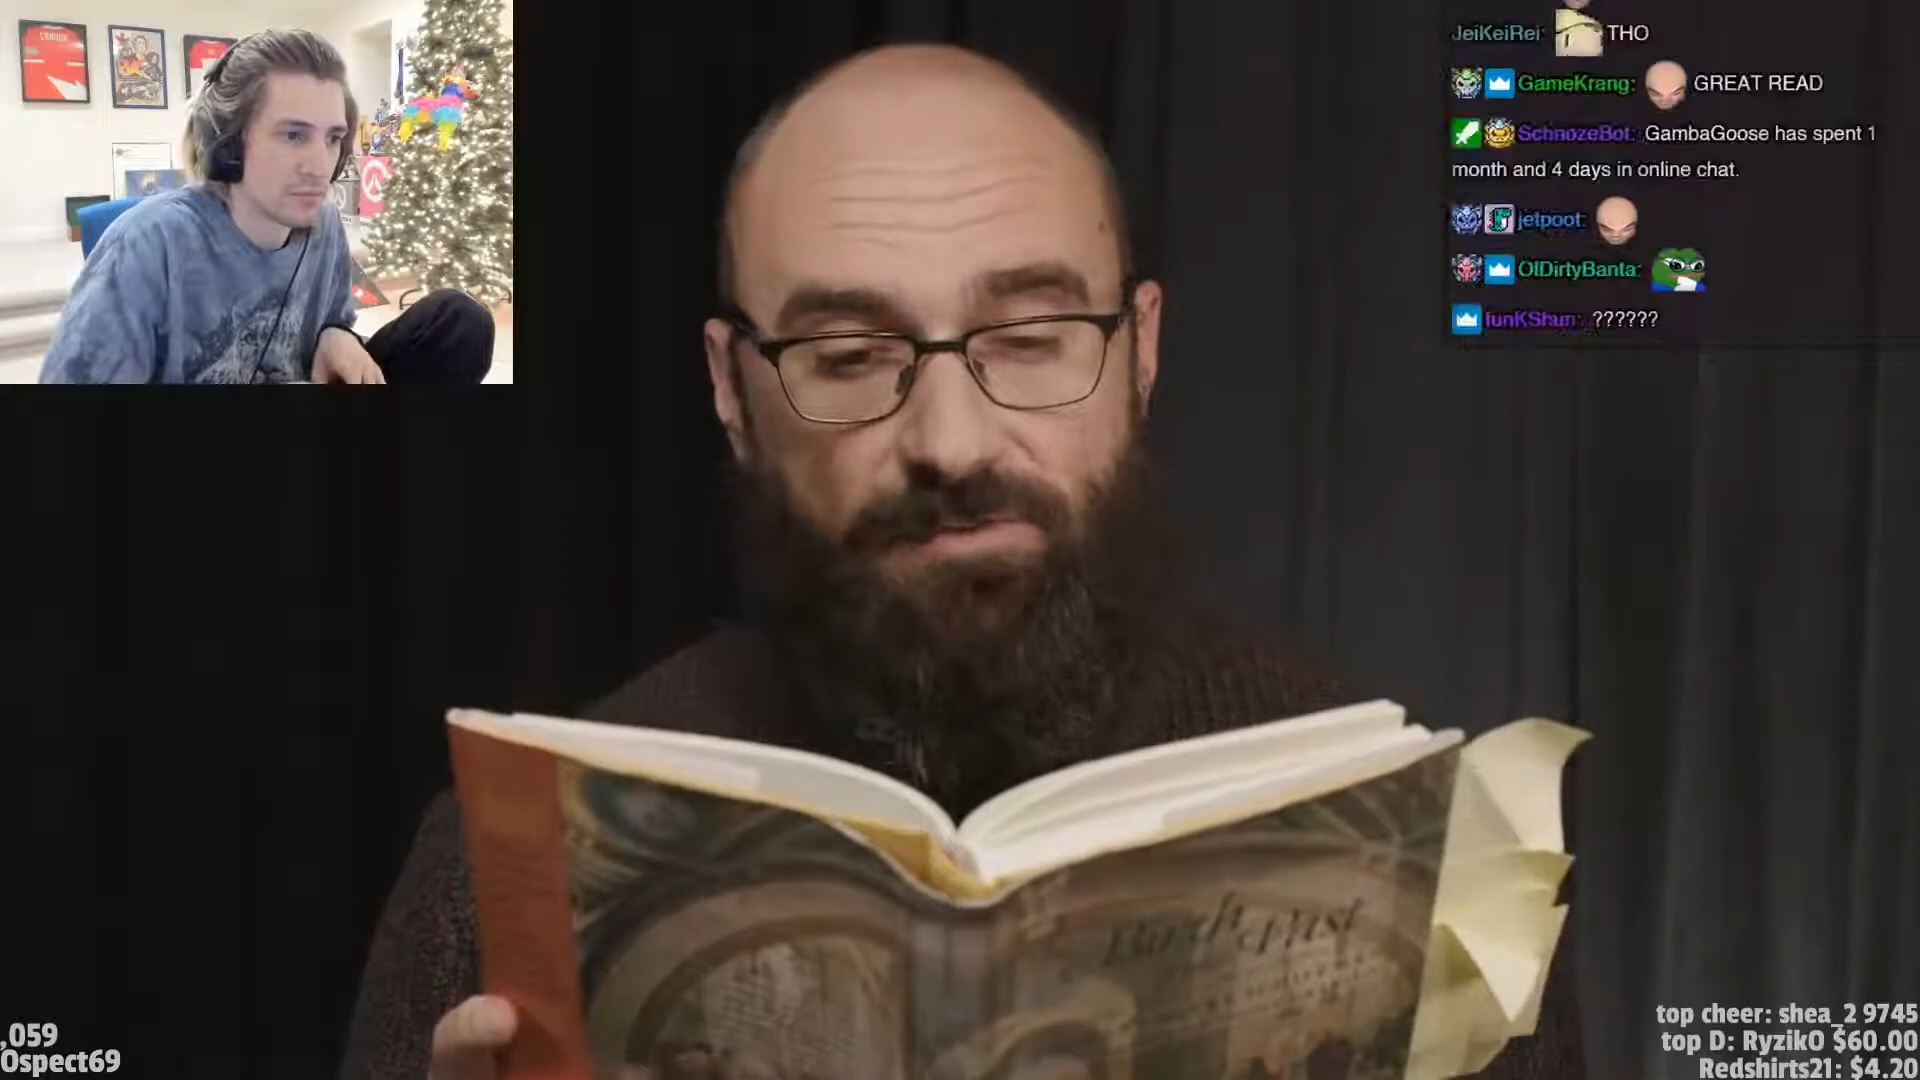 JeiKeiRei: THO
GameKrang: GREAT READ
SchnozeBot: GambaGoose has spent 1
month and 4 days in online chat.
jetpoot:
OlDirtyBanta:
funKShun: ??????
,059
0spect69
top cheer: shea_2 9745
top D: RyzikO $60.00
Redshirts21: $4.20